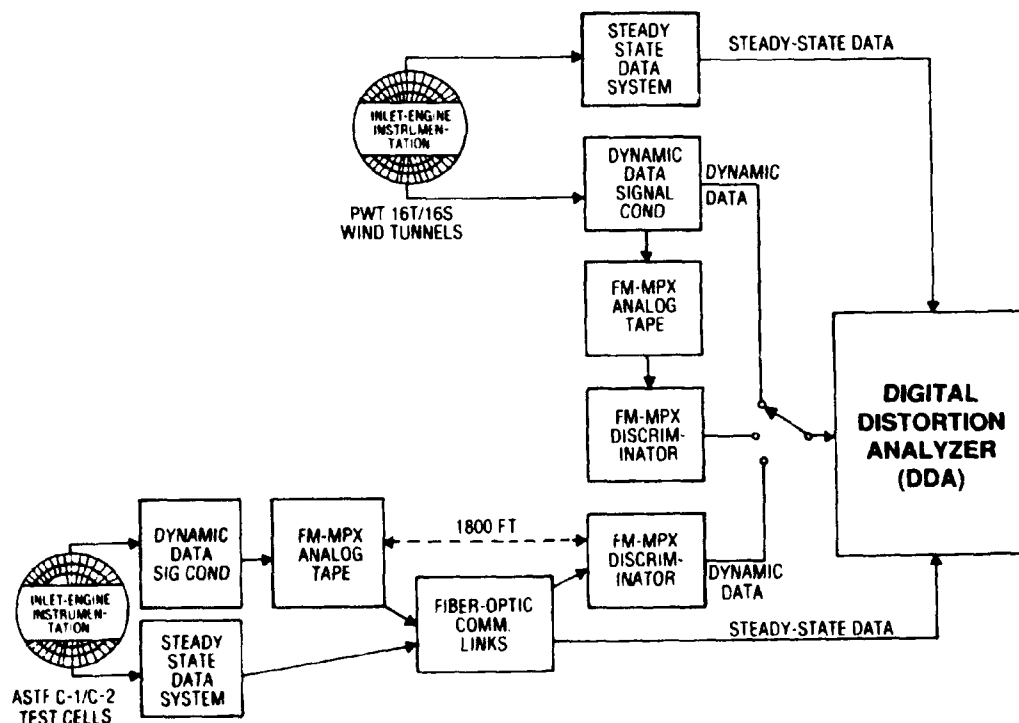 STEADY
STATE
DATA
SYSTEM
STEADY-STATE DATA
INLET-ENGINE
INSTRUMEN-
TATION
PWT 16T/16S
WIND TUNNELS
DYNAMIC
DATA
SIGNAL
COND
DYNAMIC
DATA
FM-MPX
ANALOG
TAPE
FM-MPX
DISCRIM-
INATOR
DIGITAL
DISTORTION
ANALYZER
(DDA)
DYNAMIC
DATA
SIG COND
FM-MPX
ANALOG
TAPE
1800 FT
FM-MPX
DISCRIM-
INATOR
DYNAMIC
DATA
INLET-ENGINE
INSTRUMEN-
TATION
ASTF C-1/C-2
TEST CELLS
STEADY
STATE
DATA
SYSTEM
FIBER-OPTIC
COMM.
LINKS
STEADY-STATE DATA